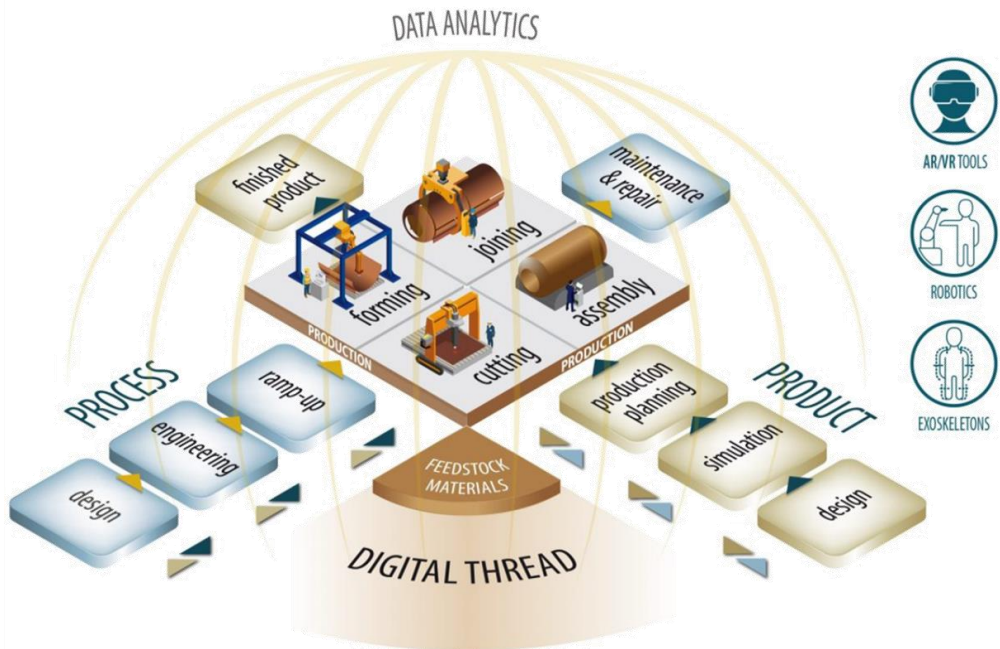 DATA ANALYTICS
finished
product
maintenance
& repair
joining
forming
assembly
cutting
PRODUCTION
PRODUCTION
PROCESS
ramp-up
engineering
design
PRODUCT
production
planning
simulation
design
FEEDSTOCK
MATERIALS
DIGITAL THREAD
AR/VR TOOLS
ROBOTICS
EXOSKELETONS